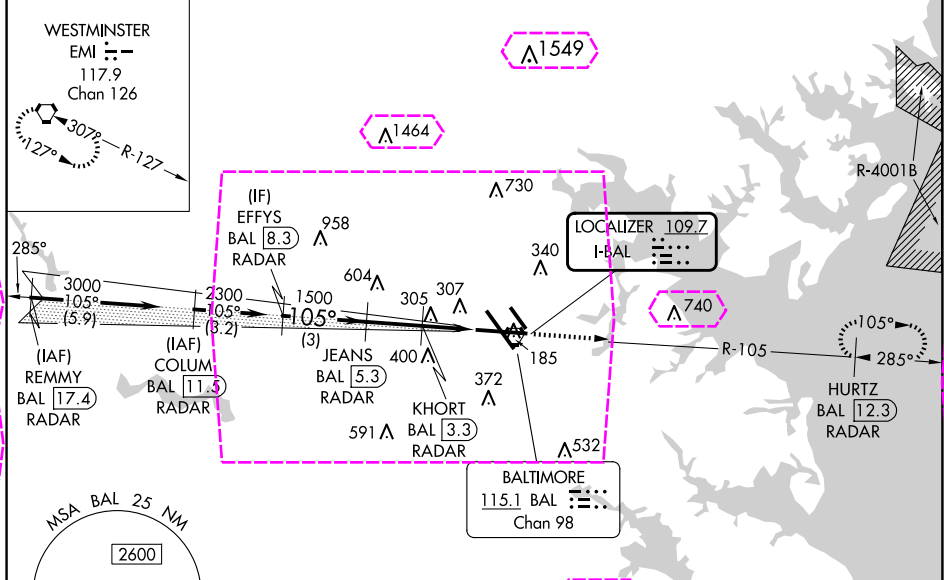 WESTMINSTER
EMI
117.9
Chan 126
307°
127°
R-127
1549
1464
R-4001B
730
(IF)
EFFYS
BAL 8.3
RADAR
958
LOCALIZER 109.7
I-BAL
340
285°
3000
105°
(5.9)
2300
105°
(3.2)
1500
105°
(3)
604
305
307
740
105°
285°
R-105
185
(IAF)
REMMY
BAL 17.4
RADAR
(IAF)
COLUM
BAL 11.5
RADAR
JEANS
BAL 5.3
RADAR
400
372
KHORT
BAL 3.3
RADAR
HURTZ
BAL 12.3
RADAR
591
532
BALTIMORE
115.1 BAL
Chan 98
MSA BAL 25 NM
2600